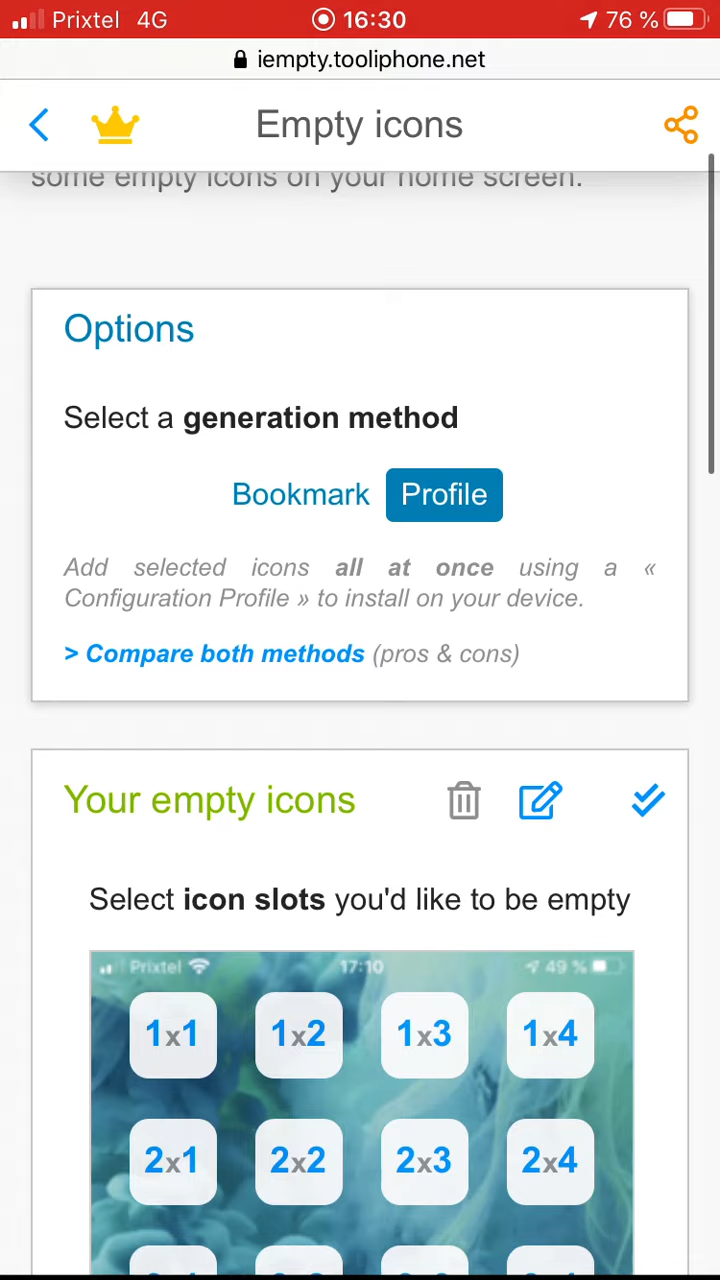 Prixtel 4G 16:30 76 %
iempty.tooliphone.net
Empty icons
some empty icons on your home screen.
Options
Select a generation method
Bookmark Profile
Add selected icons all at once using a «
Configuration Profile » to install on your device.
> Compare both methods (pros & cons)
Your empty icons
Select icon slots you'd like to be empty
Prixtel 17:10 49 %
1x1 1x2 1x3 1x4
2x1 2x2 2x3 2x4